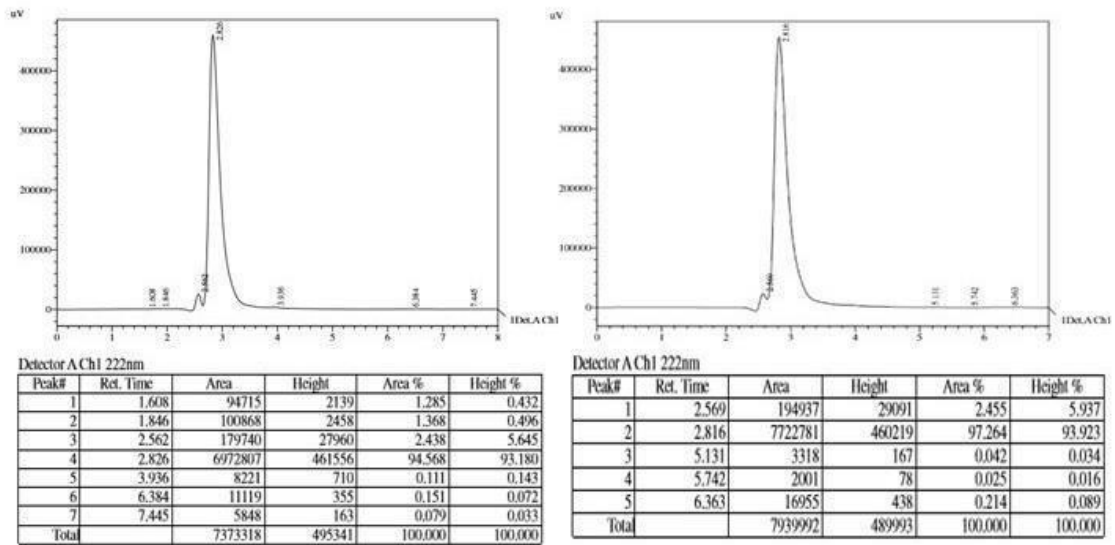 uV
2.826
400000
300000
200000
100000
0
1.608
1.846
2.562
3.936
6.384
7.445
0 1 2 3 4 5 6 7 8
1Det.A Ch1
Detector A Ch1 222nm
Peak# Ret. Time Area Height Area % Height %
1 1.608 94715 2139 1.285 0.432
2 1.846 100868 2458 1.368 0.496
3 2.562 179740 27960 2.438 5.645
4 2.826 6972807 461556 94.568 93.180
5 3.936 8221 710 0.111 0.143
6 6.384 11119 355 0.151 0.072
7 7.445 5848 163 0.079 0.033
Total 7373318 495341 100.000 100.000
uV
2.816
400000
300000
200000
100000
0
2.569
5.131
5.742
6.363
0 1 2 3 4 5 6 7
1Det.A Ch1
Detector A Ch1 222nm
Peak# Ret. Time Area Height Area % Height %
1 2.569 194937 29091 2.455 5.937
2 2.816 7722781 460219 97.264 93.923
3 5.131 3318 167 0.042 0.034
4 5.742 2001 78 0.025 0.016
5 6.363 16955 438 0.214 0.089
Total 7939992 489993 100.000 100.000